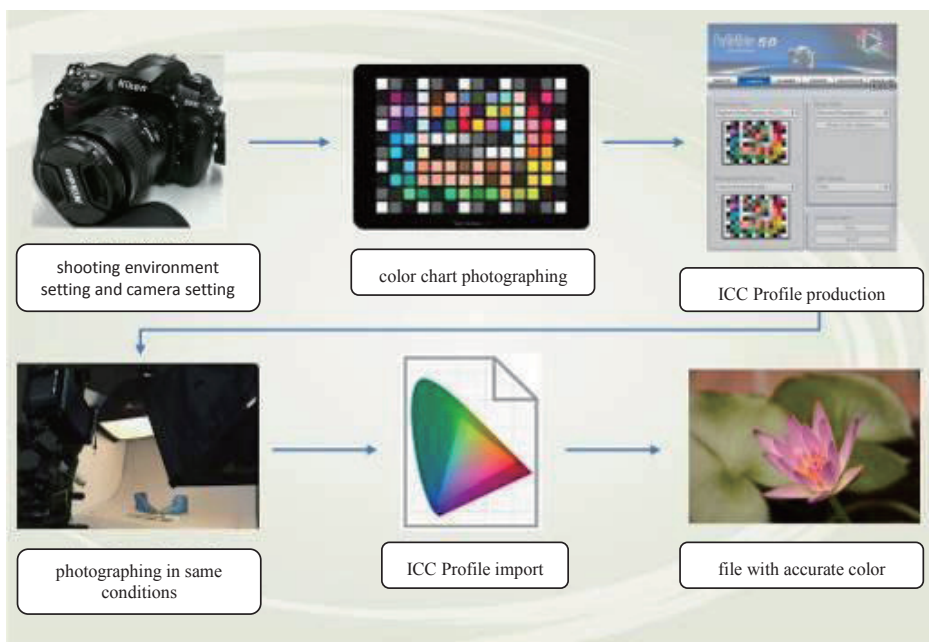 Nikon
shooting environment
setting and camera setting
color chart photographing
ICC Profile production
photographing in same
conditions
ICC Profile import
file with accurate color